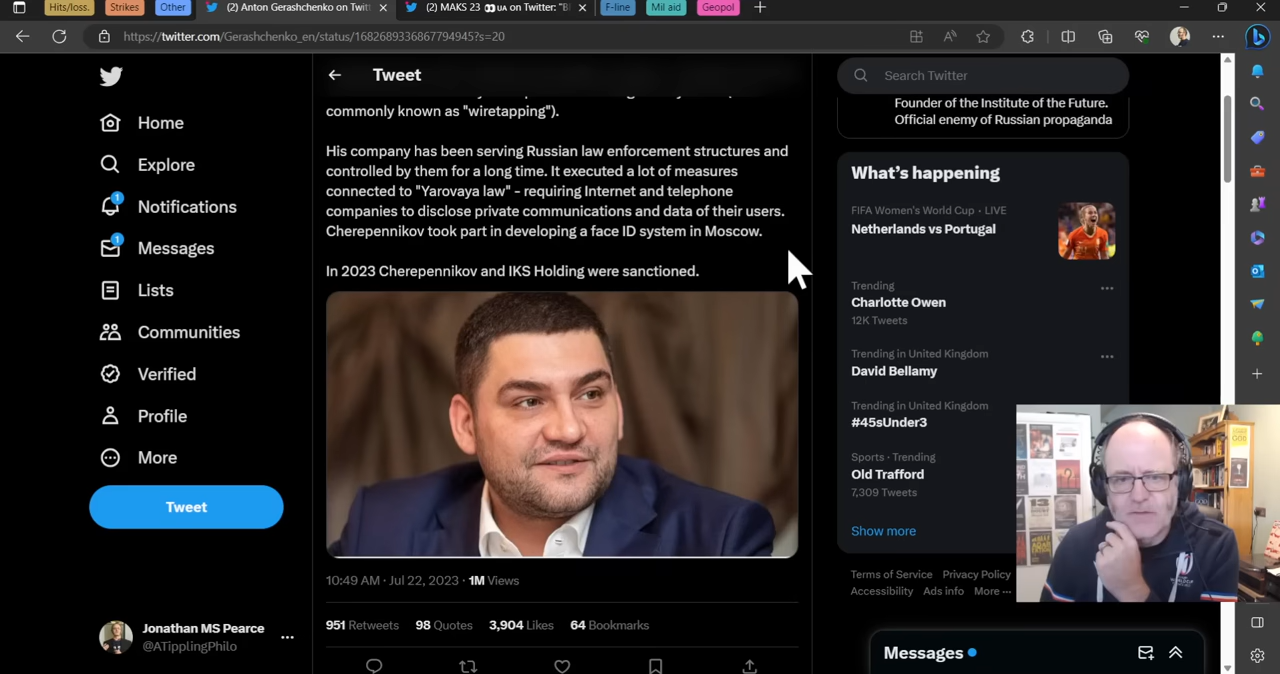 Hits/loss.
Strikes
Other
(2) Anton Gerashchenko on Twitt
(2) MAKS 23 UA on Twitter: "Bl
F-line
Mil aid
Geopol
https://twitter.com/Gerashchenko_en/status/1682689336867794945?s=20
Tweet
Search Twitter
commonly known as "wiretapping").
His company has been serving Russian law enforcement structures and
controlled by them for a long time. It executed a lot of measures
connected to "Yarovaya law" - requiring Internet and telephone
companies to disclose private communications and data of their users.
Cherepennikov took part in developing a face ID system in Moscow.
In 2023 Cherepennikov and IKS Holding were sanctioned.
10:49 AM · Jul 22, 2023 · 1M Views
951 Retweets 98 Quotes 3,904 Likes 64 Bookmarks
Home
Explore
1
Notifications
1
Messages
Lists
Communities
Verified
Profile
More
Tweet
Jonathan MS Pearce
@ATipplingPhilo
Founder of the Institute of the Future.
Official enemy of Russian propaganda
What's happening
FIFA Women's World Cup · LIVE
Netherlands vs Portugal
Trending
Charlotte Owen
12K Tweets
Trending in United Kingdom
David Bellamy
Trending in United Kingdom
#45sUnder3
Sports · Trending
Old Trafford
7,309 Tweets
Show more
Terms of Service Privacy Policy
Accessibility Ads info More
Messages